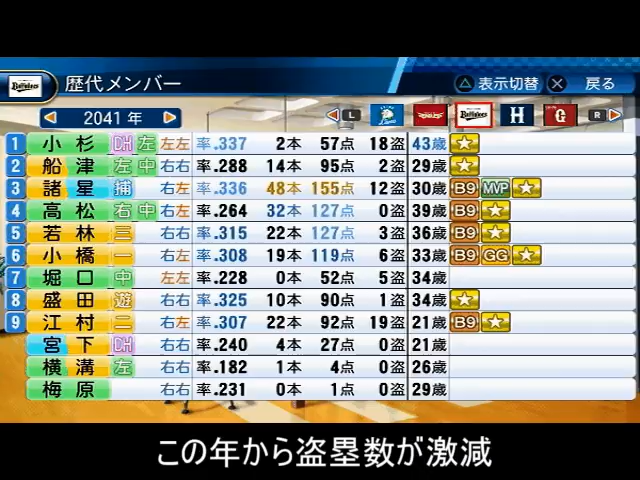 Buffaloes 歴代メンバー △ 表示切替 × 戻る
2041年 L Buffaloes H G R
1 小杉 DH 左 左左 率.337 2本 57点 18盗 43歳
2 船津 左 中 右右 率.288 14本 95点 2盗 29歳
3 諸星 捕 右左 率.336 48本 155点 12盗 30歳 B9 MVP
4 高松 右 中 右左 率.264 32本 127点 0盗 39歳 B9
5 若林 三 右右 率.315 22本 127点 3盗 36歳 B9
6 小橋 一 右左 率.308 19本 119点 6盗 33歳 B9 GG
7 堀口 中 左左 率.228 0本 52点 5盗 34歳
8 盛田 遊 右右 率.325 10本 90点 1盗 34歳
9 江村 二 右左 率.307 22本 92点 19盗 21歳 B9
宮下 DH 右右 率.240 4本 27点 0盗 21歳
横溝 左 右右 率.182 1本 4点 0盗 26歳
梅原 右右 率.231 0本 1点 0盗 29歳
この年から盗塁数が激減